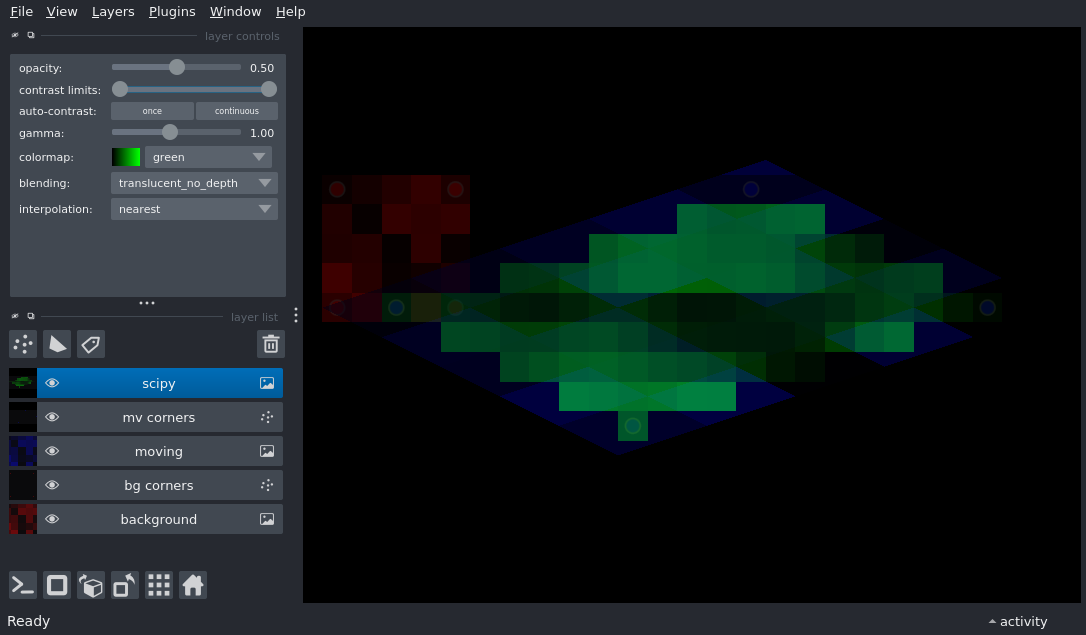 File View Layers Plugins Window Help
layer controls
opacity: 0.50
contrast limits:
auto-contrast: once continuous
gamma: 1.00
colormap: green
blending: translucent_no_depth
interpolation: nearest
layer list
scipy
mv corners
moving
bg corners
background
Ready
activity